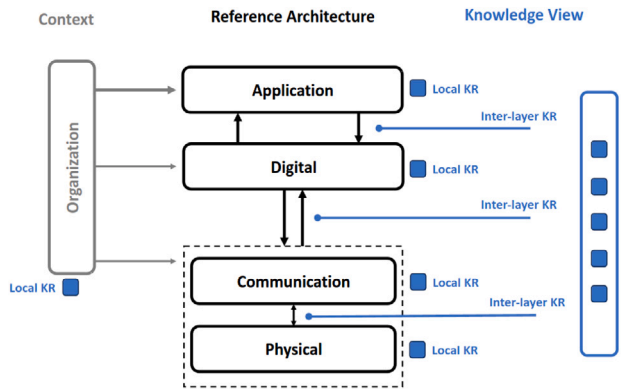 Context
Reference Architecture
Knowledge View
Organization
Application
Local KR
Inter-layer KR
Digital
Local KR
Inter-layer KR
Communication
Local KR
Local KR
Inter-layer KR
Physical
Local KR